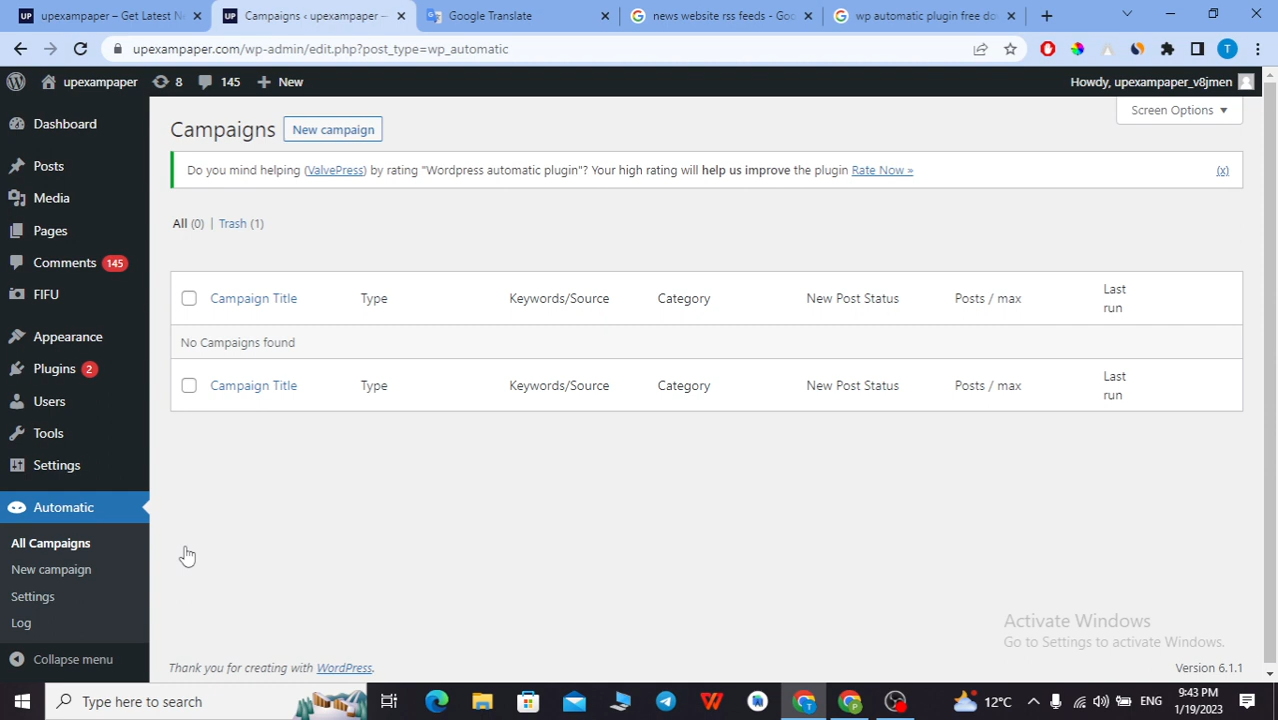 upexampaper – Get Latest N
Campaigns ‹ upexampaper —
Google Translate
news website rss feeds - Goo
wp automatic plugin free do
upexampaper.com/wp-admin/edit.php?post_type=wp_automatic
T
upexampaper
8
145
New
Howdy, upexampaper_v8jmen
Dashboard
Posts
Media
Pages
Comments 145
FIFU
Appearance
Plugins 2
Users
Tools
Settings
Automatic
All Campaigns
New campaign
Settings
Log
Collapse menu
Screen Options
Campaigns
New campaign
Do you mind helping (ValvePress) by rating "Wordpress automatic plugin"? Your high rating will help us improve the plugin Rate Now » (x)
All (0) | Trash (1)
Campaign Title Type Keywords/Source Category New Post Status Posts / max Last run
No Campaigns found
Campaign Title Type Keywords/Source Category New Post Status Posts / max Last run
Activate Windows
Go to Settings to activate Windows.
Thank you for creating with WordPress.
Version 6.1.1
Type here to search
12°C
ENG
9:43 PM
1/19/2023